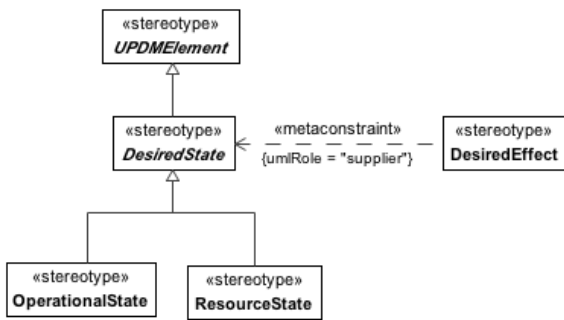 «stereotype»
UPDMElement
«stereotype»
DesiredState
«metaconstraint»
{umlRole = "supplier"}
«stereotype»
DesiredEffect
«stereotype»
OperationalState
«stereotype»
ResourceState